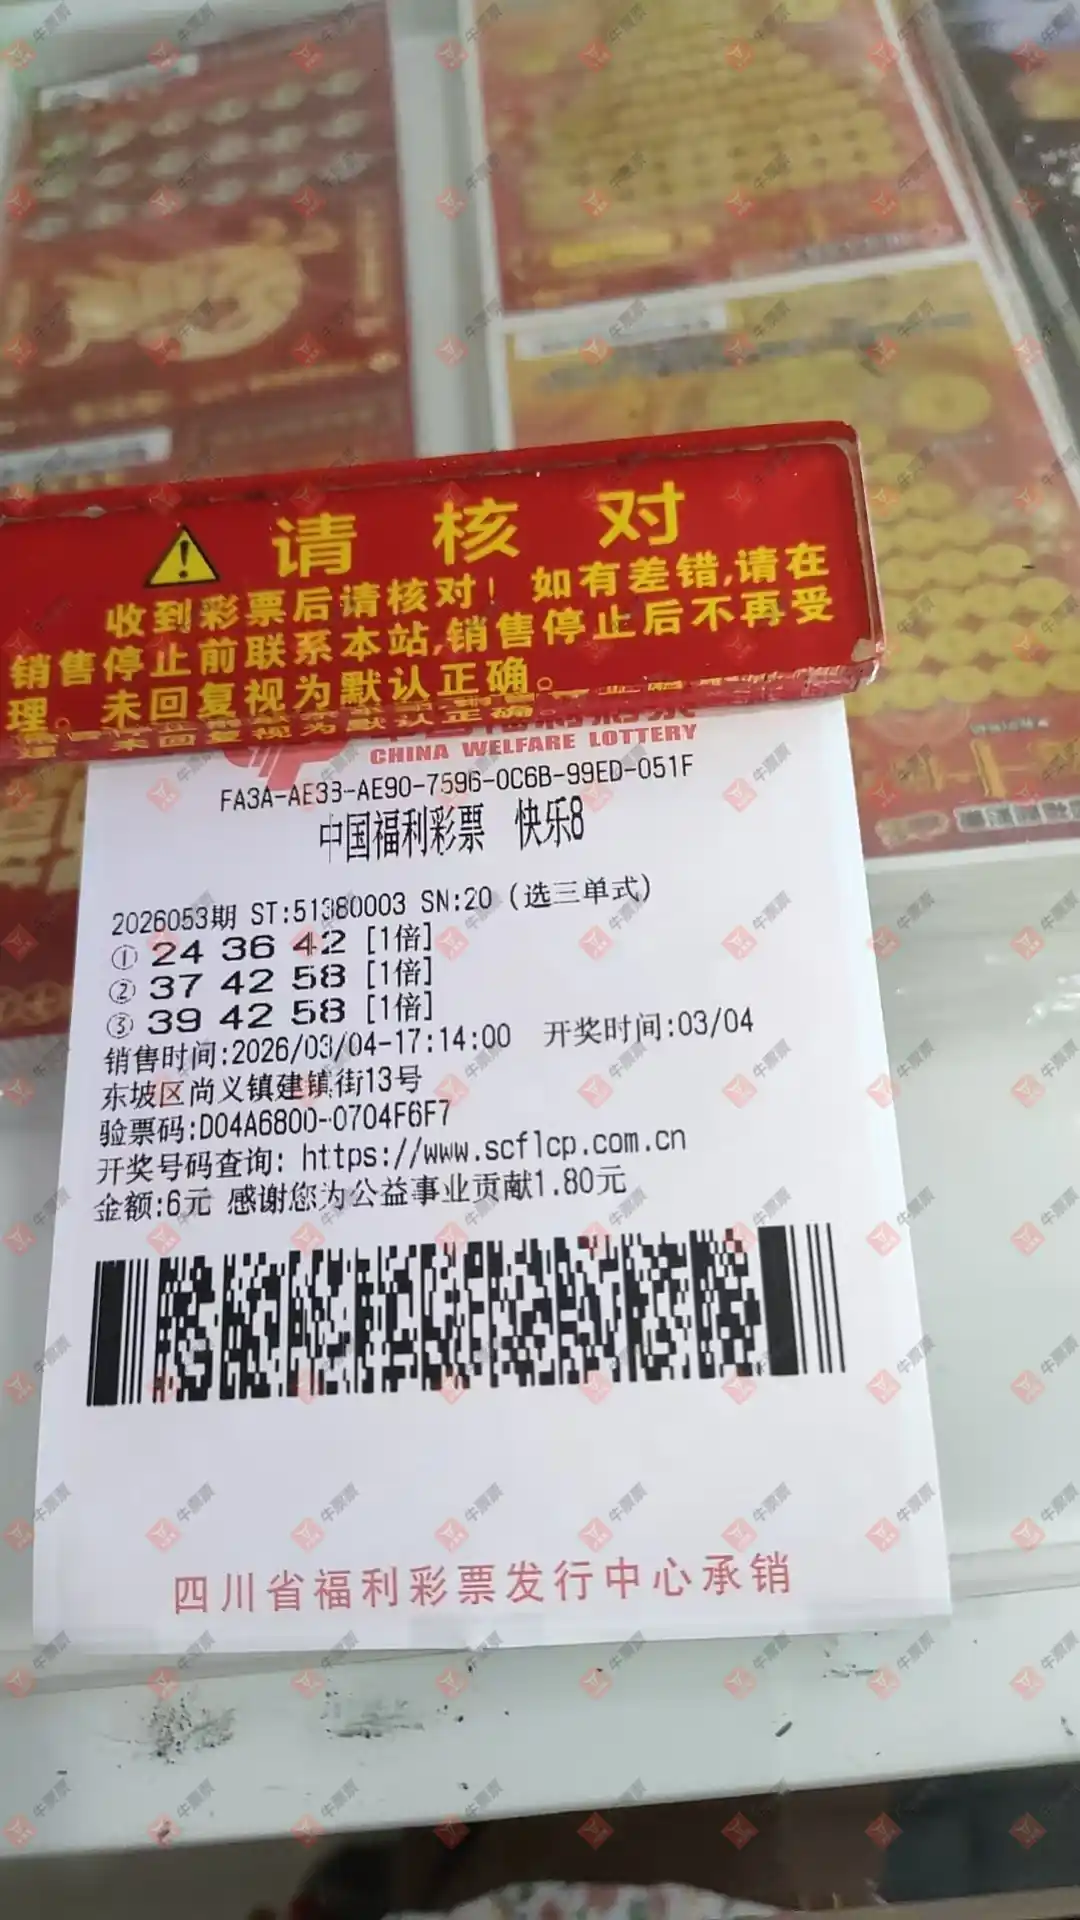 请核对
收到彩票后请核对！如有差错,请在
销售停止前联系本站,销售停止后不再受
理。未回复视为默认正确。
CHINA WELFARE LOTTERY
FA3A-AE33-AE90-7596-0C6B-99ED-051F
中国福利彩票 快乐8
2026053期 ST:51380003 SN:20 (选三单式)
① 24 36 42 [1倍]
② 37 42 58 [1倍]
③ 39 42 58 [1倍]
销售时间:2026/03/04-17:14:00 开奖时间:03/04
东坡区尚义镇建镇街13号
验票码:D04A6800-0704F6F7
开奖号码查询: https://www.scflcp.com.cn
金额:6元 感谢您为公益事业贡献1.80元
四川省福利彩票发行中心承销
牛票票